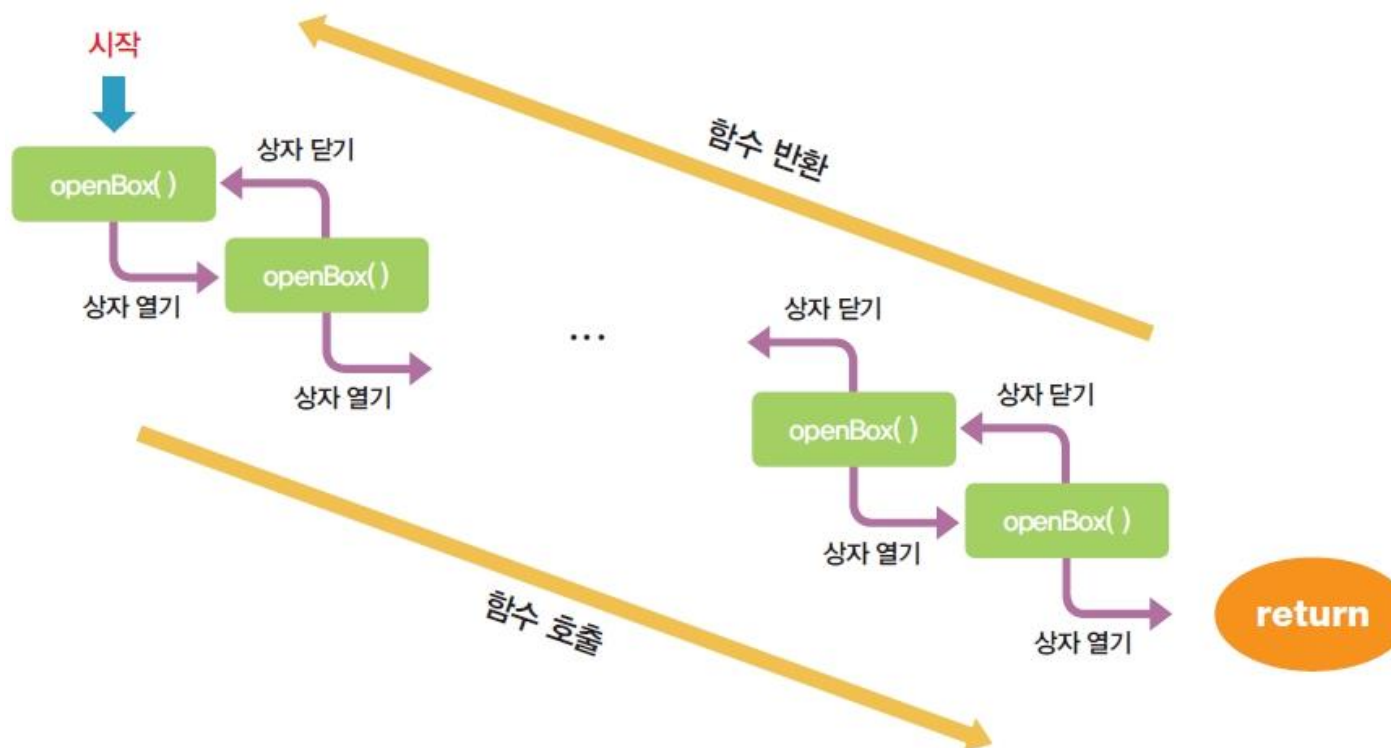 시작
함수 반환
상자 닫기
openBox( )
openBox( )
상자 열기
상자 닫기
...
상자 열기
상자 닫기
openBox( )
openBox( )
상자 열기
함수 호출
return
상자 열기